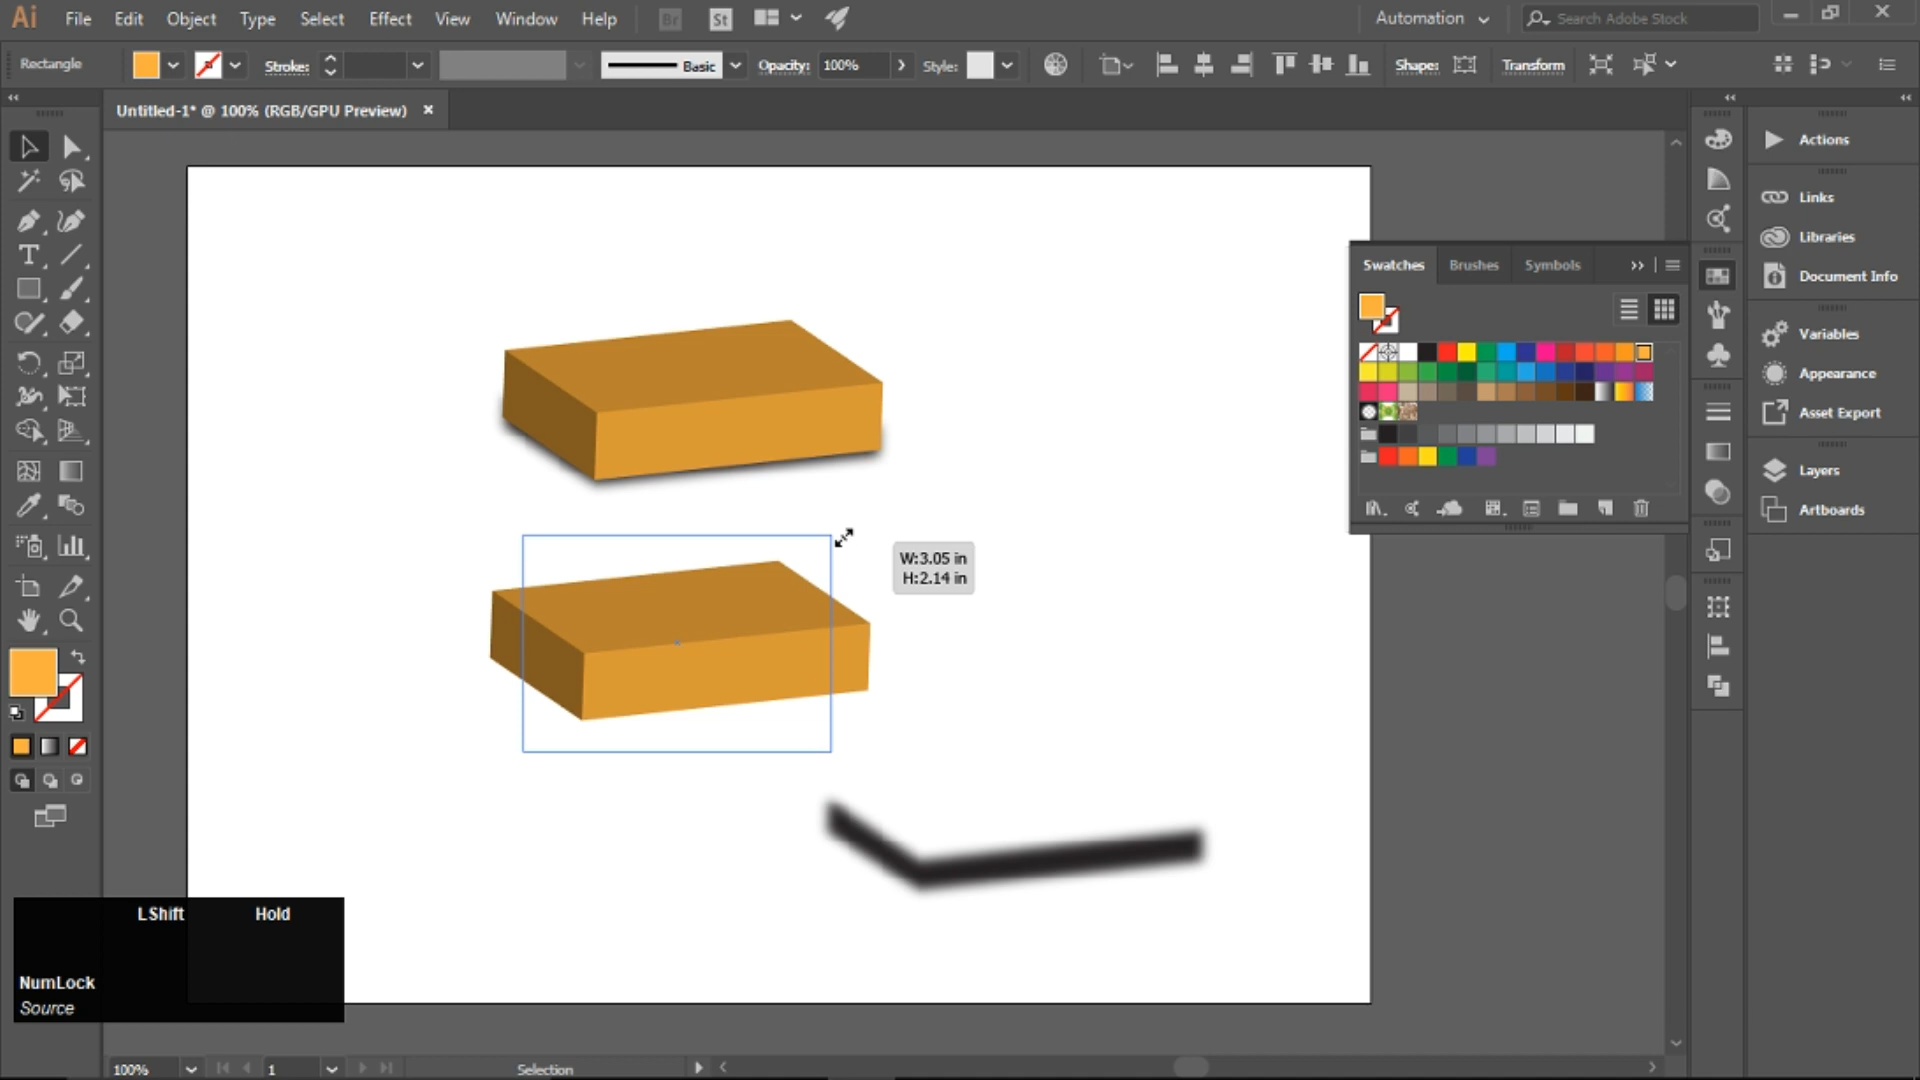 Ai File Edit Object Type Select Effect View Window Help Br St Automation Search Adobe Stock
Rectangle Stroke: Basic Opacity: 100% Style: Shape: Transform
Untitled-1* @ 100% (RGB/GPU Preview) ×
Actions
Links
Libraries
Document Info
Variables
Appearance
Asset Export
Layers
Artboards
Swatches Brushes Symbols
W:3.05 in
H:2.14 in
LShift Hold
NumLock
Source
100% 1 Selection